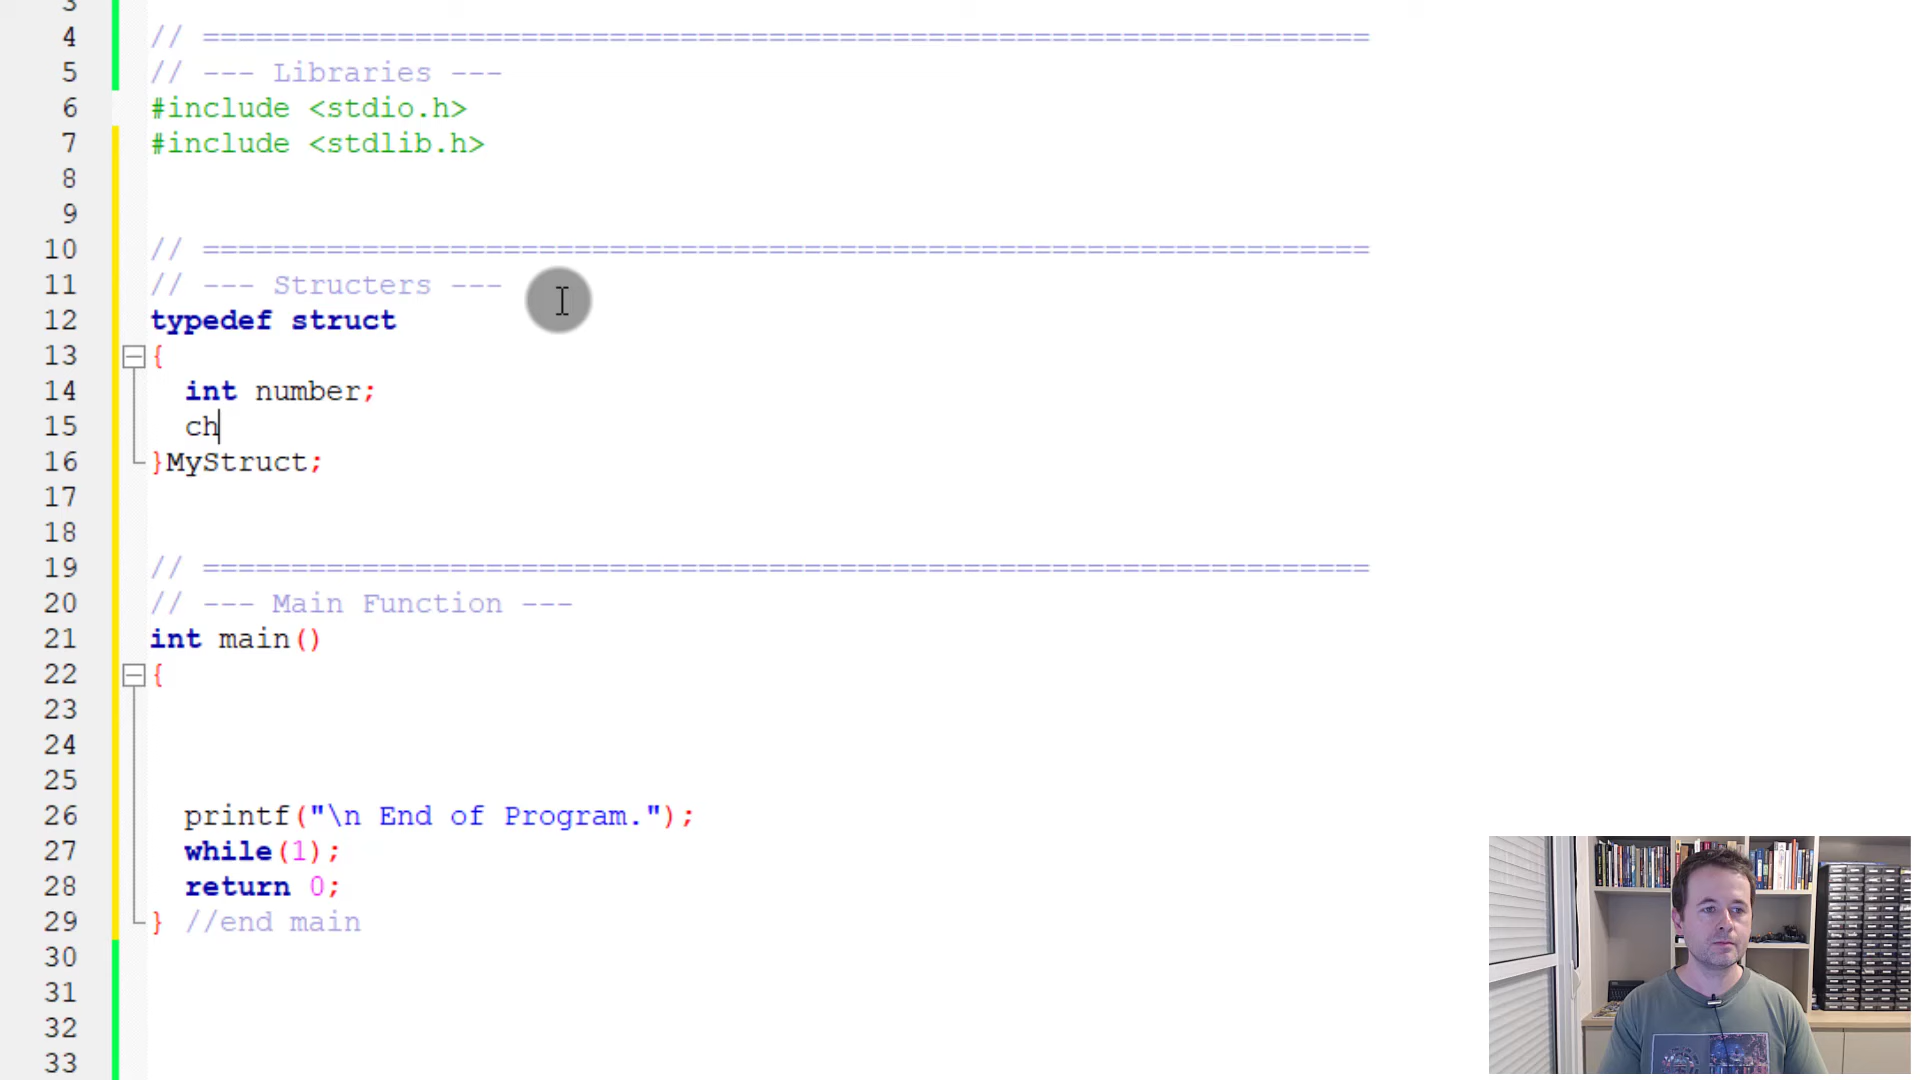 3
4 // ==================================================================
5 // --- Libraries ---
6 #include <stdio.h>
7 #include <stdlib.h>
8
9
10 // ==================================================================
11 // --- Structers ---
12 typedef struct
13 {
14 int number;
15 ch
16 }MyStruct;
17
18
19 // ==================================================================
20 // --- Main Function ---
21 int main()
22 {
23
24
25
26 printf("\n End of Program.");
27 while(1);
28 return 0;
29 } //end main
30
31
32
33